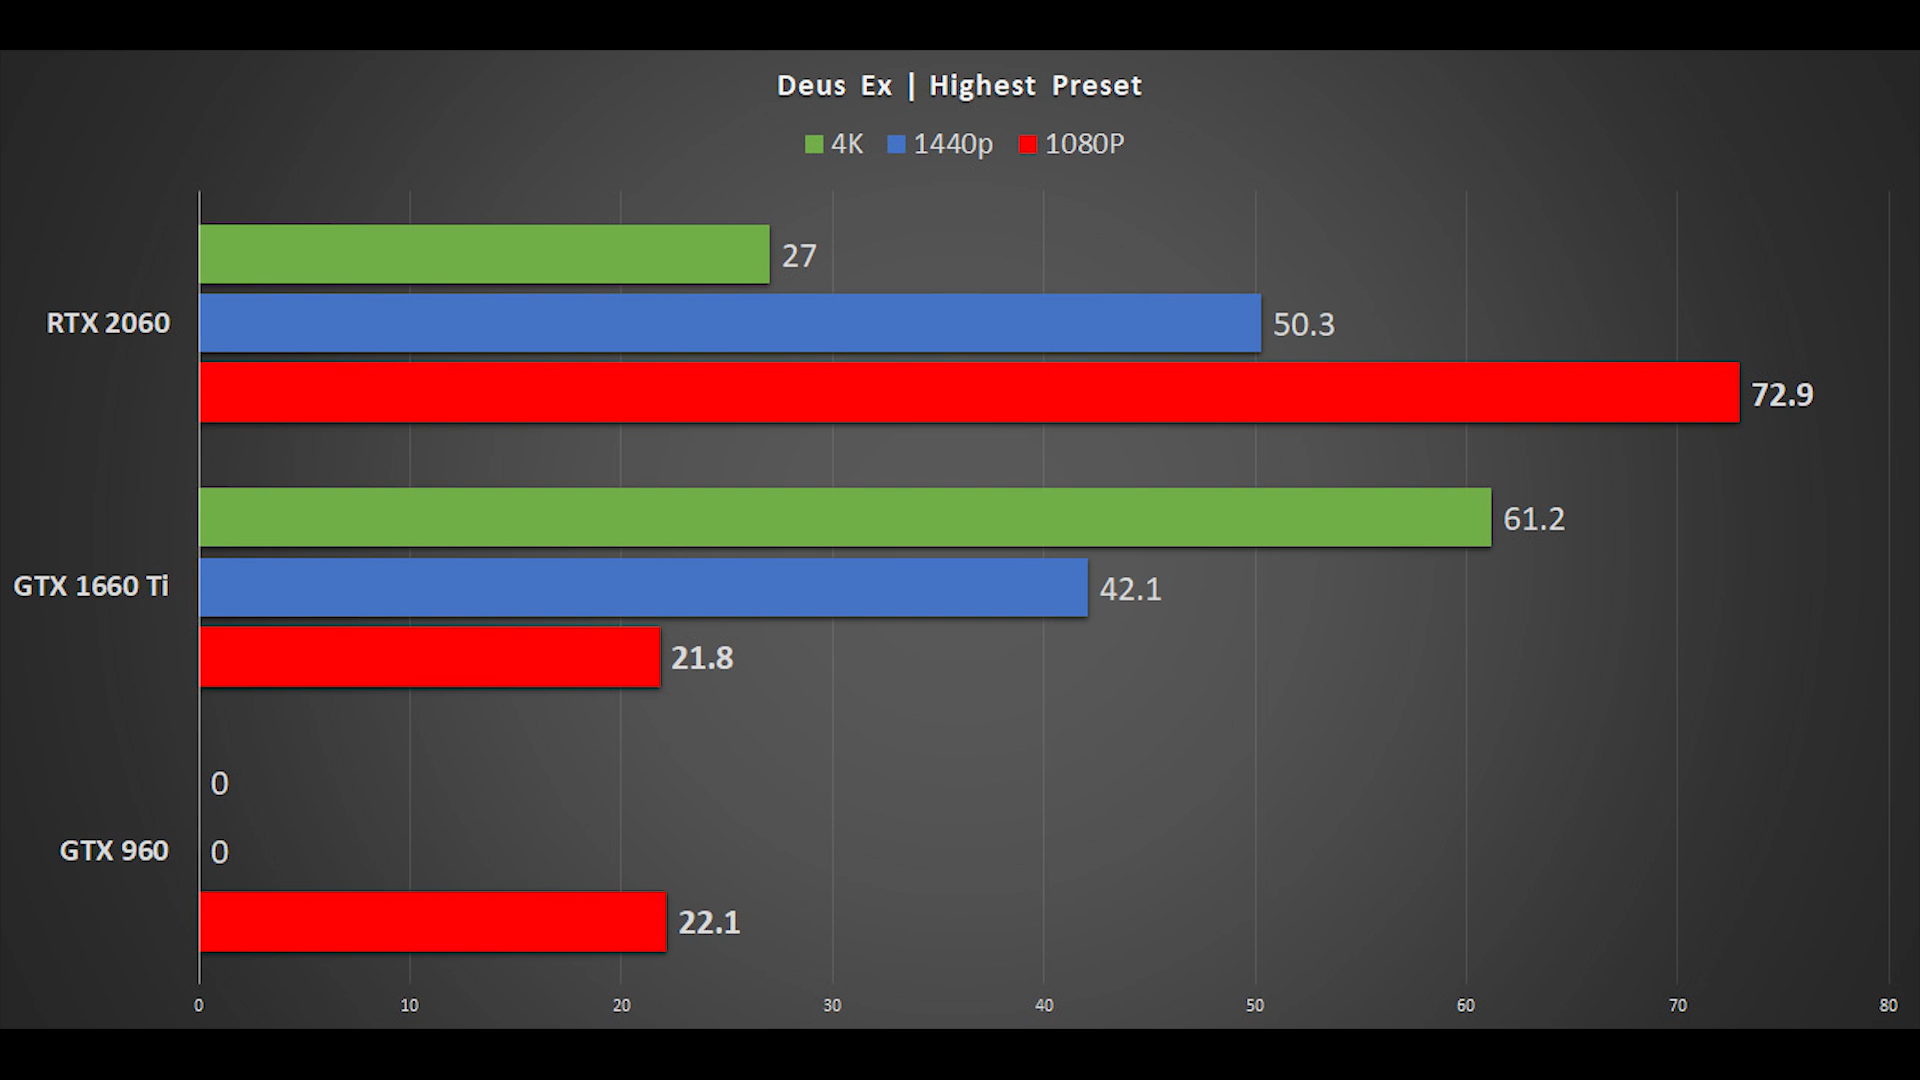 Deus Ex | Highest Preset
4K 1440p 1080P
27
RTX 2060 50.3
72.9
61.2
GTX 1660 Ti 42.1
21.8
0
GTX 960 0
22.1
0 10 20 30 40 50 60 70 80